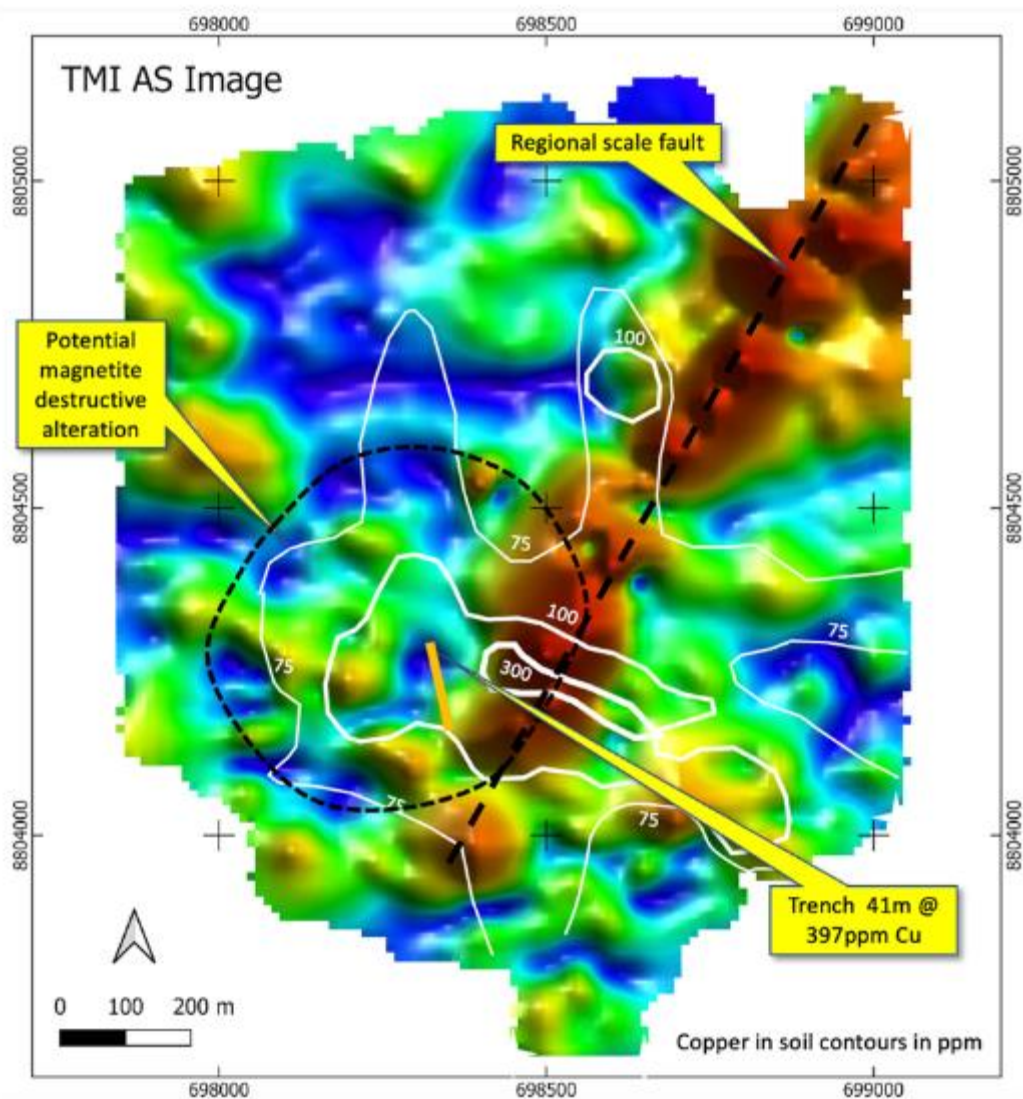 698000 698500 699000
TMI AS Image
Regional scale fault
8805000 8805000
Potential
magnetite
destructive
alteration
100
8804500 8804500
75
100
75
75
300
75
75
8804000 8804000
Trench 41m @
397ppm Cu
0 100 200 m
Copper in soil contours in ppm
698000 698500 699000